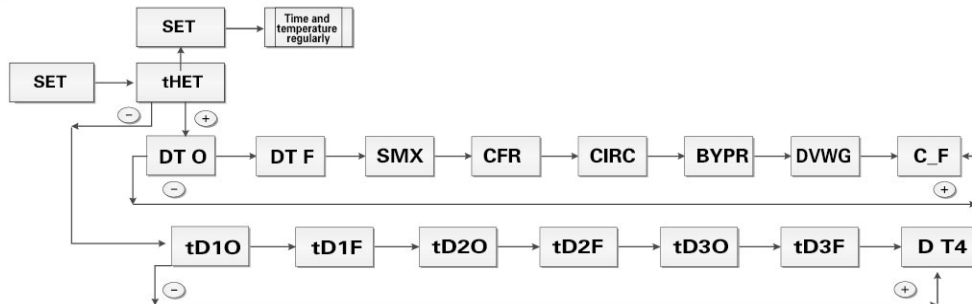 SET
Time and
temperature
regularly
SET
tHET
−
+
DT O
DT F
SMX
CFR
CIRC
BYPR
DVWG
C_F
−
+
tD1O
tD1F
tD2O
tD2F
tD3O
tD3F
D T4
−
+